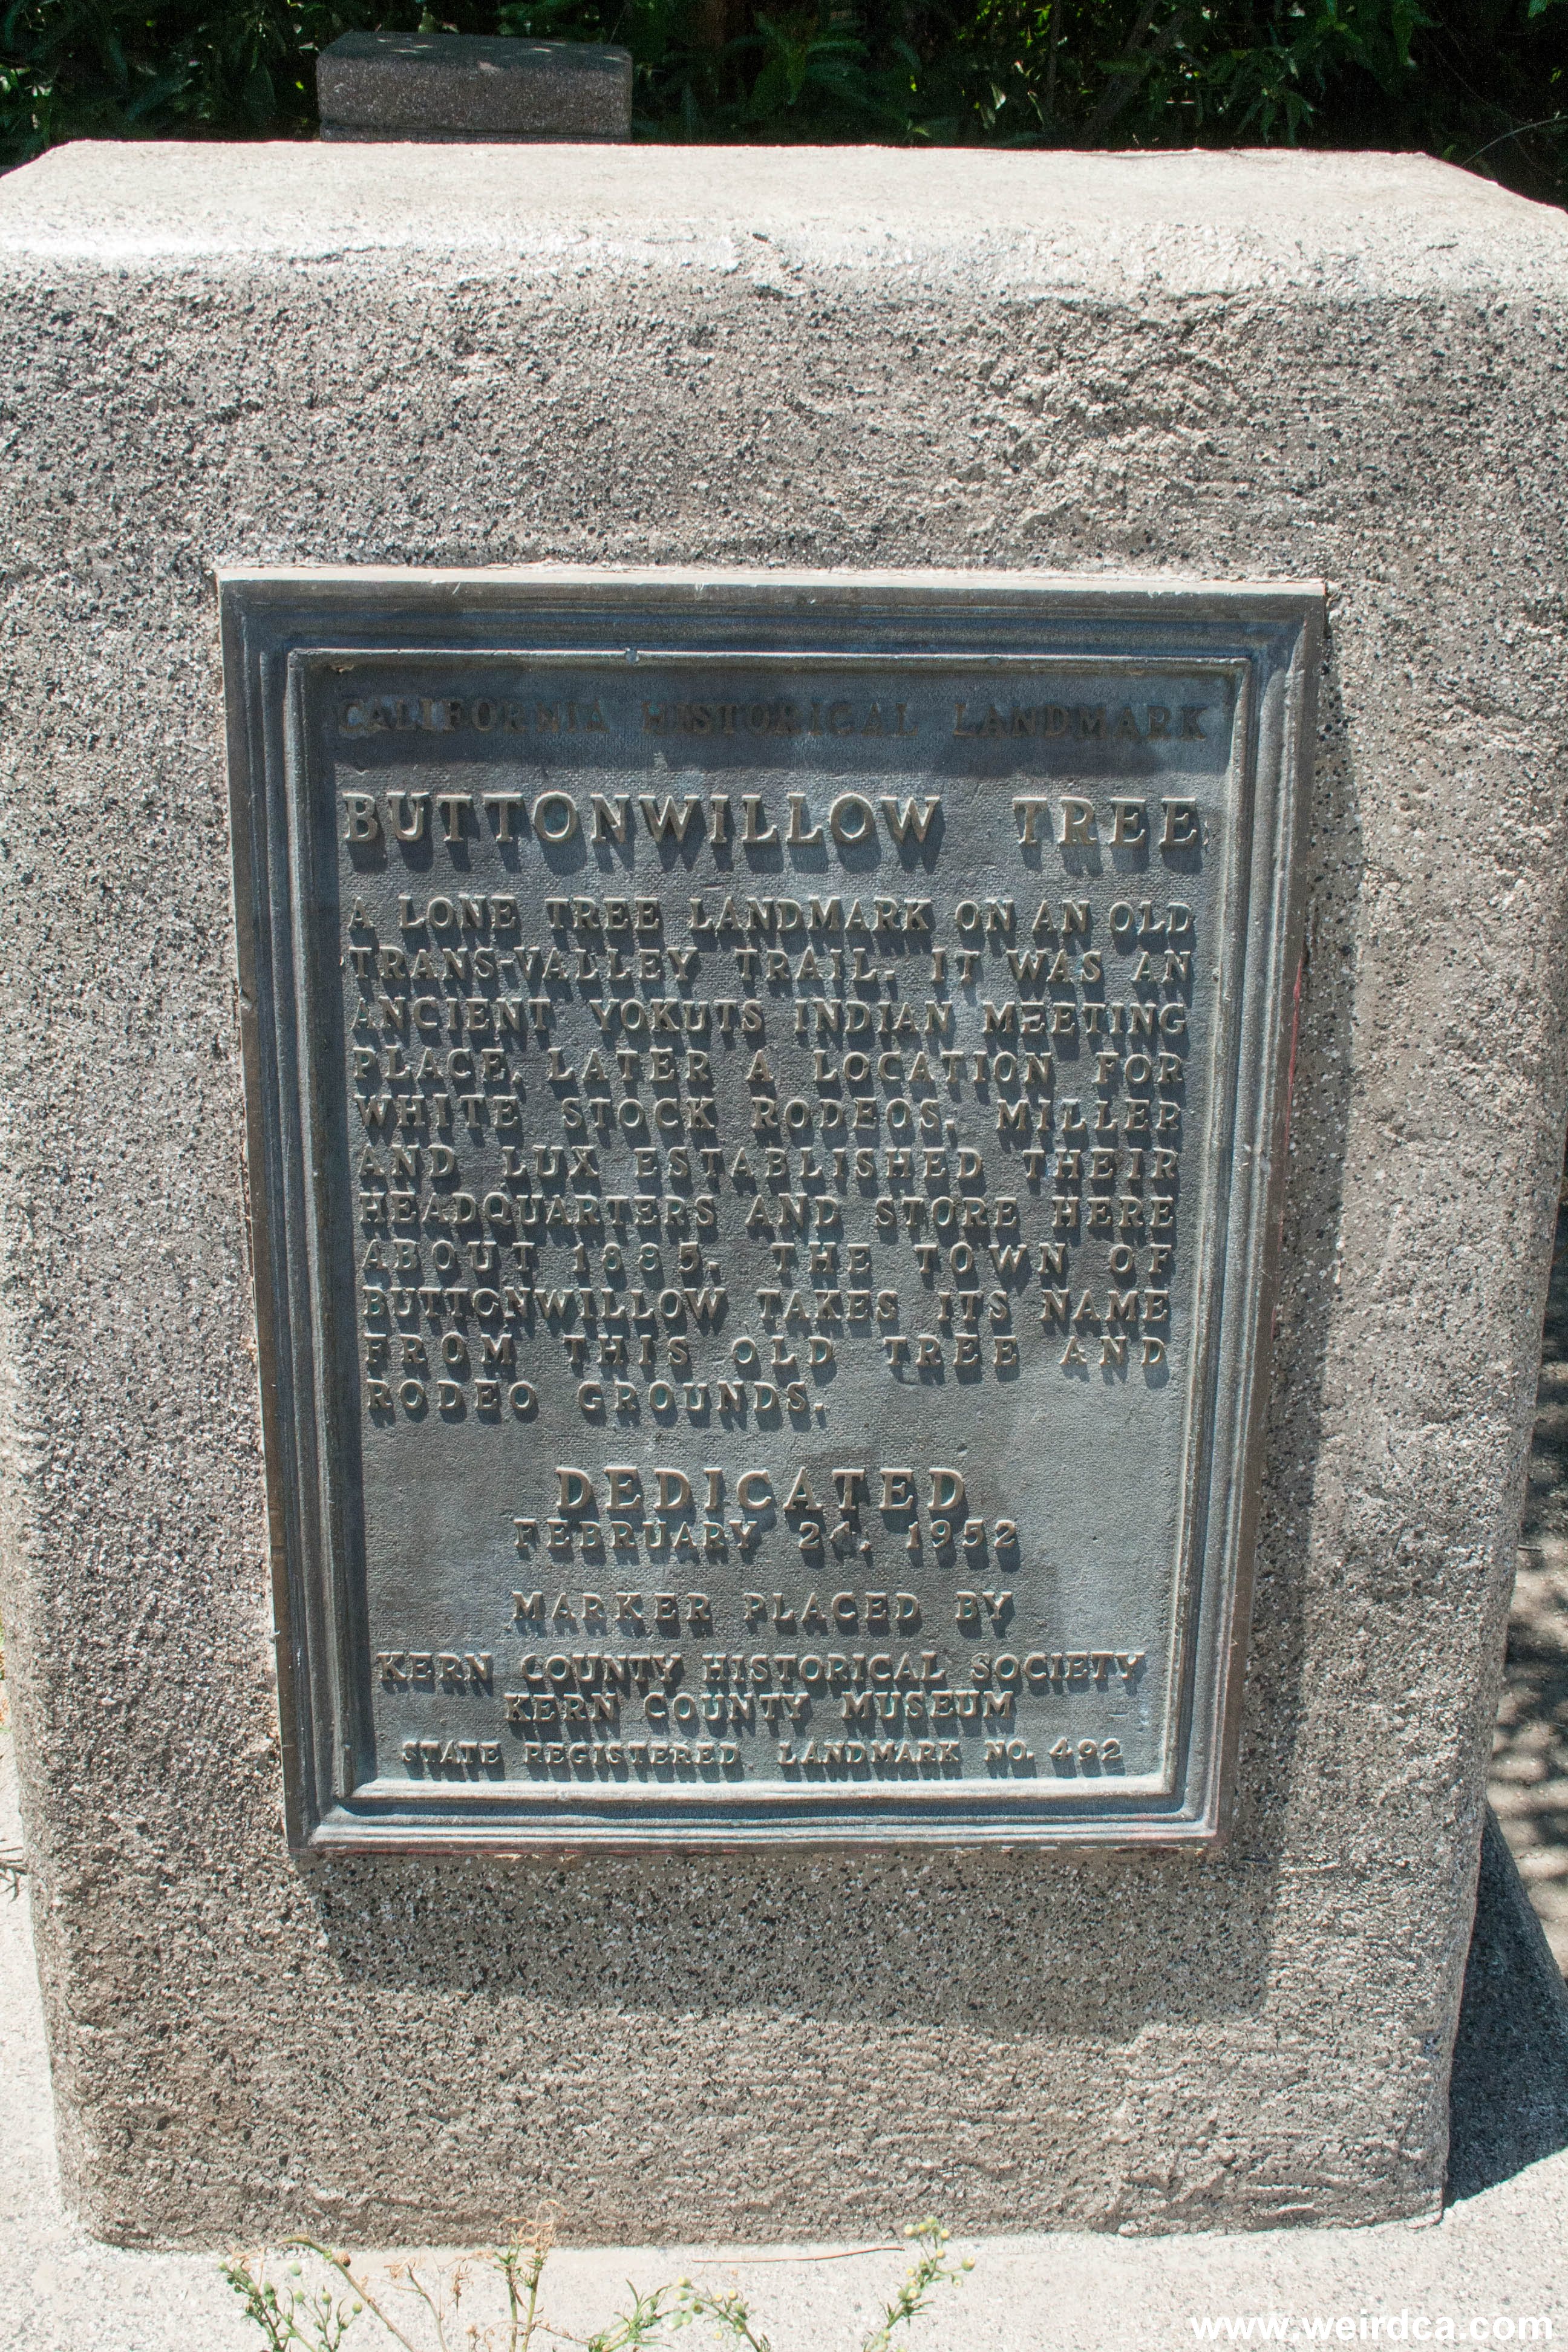 CALIFORNIA HISTORICAL LANDMARK
BUTTONWILLOW TREE
A LONE TREE LANDMARK ON AN OLD
TRANS-VALLEY TRAIL. IT WAS AN
ANCIENT YOKUTS INDIAN MEETING
PLACE, LATER A LOCATION FOR
WHITE STOCK RODEOS. MILLER
AND LUX ESTABLISHED THEIR
HEADQUARTERS AND STORE HERE
ABOUT 1885. THE TOWN OF
BUTTONWILLOW TAKES ITS NAME
FROM THIS OLD TREE AND
RODEO GROUNDS.
DEDICATED
FEBRUARY 1952
MARKER PLACED BY
KERN COUNTY HISTORICAL SOCIETY
KERN COUNTY MUSEUM
STATE REGISTERED LANDMARK NO. 492
www.weirdca.com